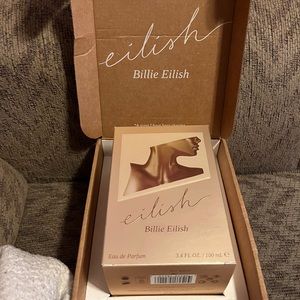 eilish
Billie Eilish
eilish
Billie Eilish
Eau de Parfum
3.4 FL OZ / 100 mL ℮